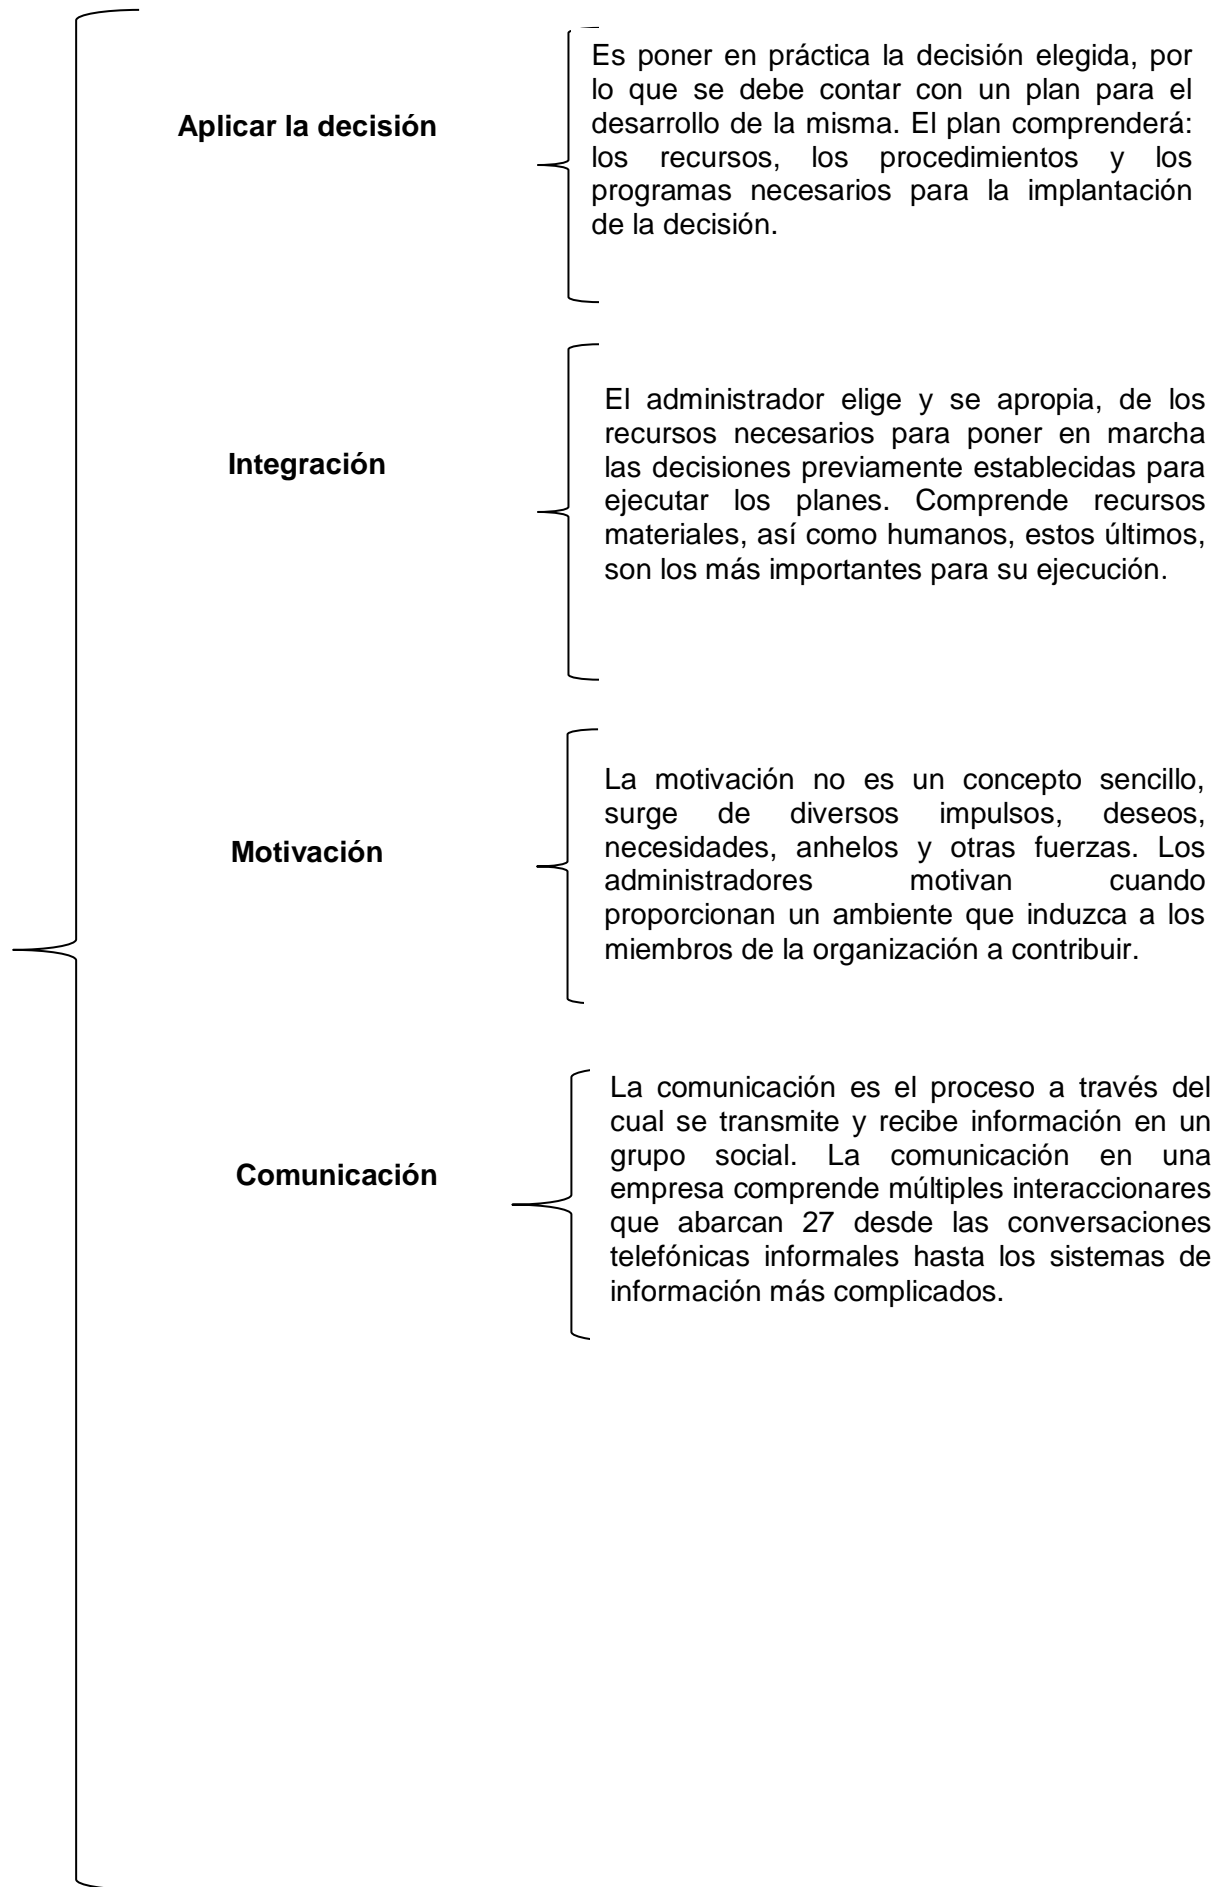 Aplicar la decisión
Es poner en práctica la decisión elegida, por
lo que se debe contar con un plan para el
desarrollo de la misma. El plan comprenderá:
los recursos, los procedimientos y los
programas necesarios para la implantación
de la decisión.
Integración
El administrador elige y se apropia, de los
recursos necesarios para poner en marcha
las decisiones previamente establecidas para
ejecutar los planes. Comprende recursos
materiales, así como humanos, estos últimos,
son los más importantes para su ejecución.
Motivación
La motivación no es un concepto sencillo,
surge de diversos impulsos, deseos,
necesidades, anhelos y otras fuerzas. Los
administradores motivan cuando
proporcionan un ambiente que induzca a los
miembros de la organización a contribuir.
Comunicación
La comunicación es el proceso a través del
cual se transmite y recibe información en un
grupo social. La comunicación en una
empresa comprende múltiples interaccionares
que abarcan 27 desde las conversaciones
telefónicas informales hasta los sistemas de
información más complicados.